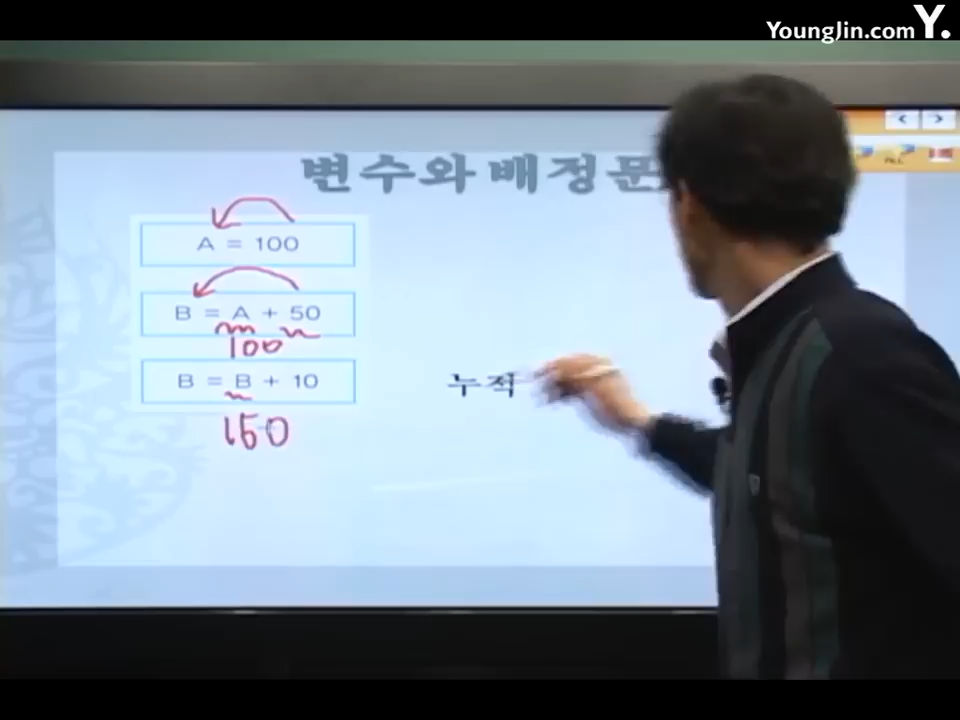 YoungJin.com Y.
변수와 배정문
A = 100
B = A + 50
100
B = B + 10
누적
150